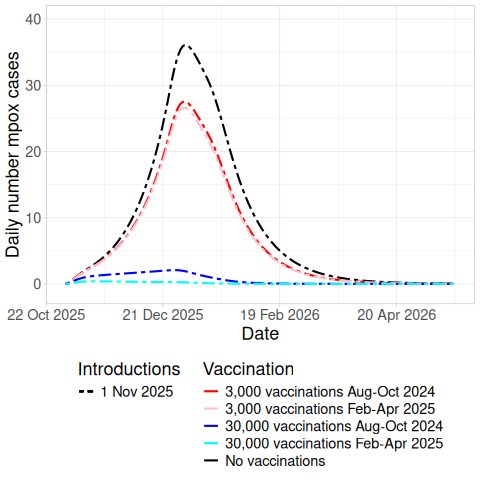 Daily number mpox cases
40
30
20
10
0
22 Oct 2025 21 Dec 2025 19 Feb 2026 20 Apr 2026
Date
Introductions
1 Nov 2025
Vaccination
3,000 vaccinations Aug-Oct 2024
3,000 vaccinations Feb-Apr 2025
30,000 vaccinations Aug-Oct 2024
30,000 vaccinations Feb-Apr 2025
No vaccinations